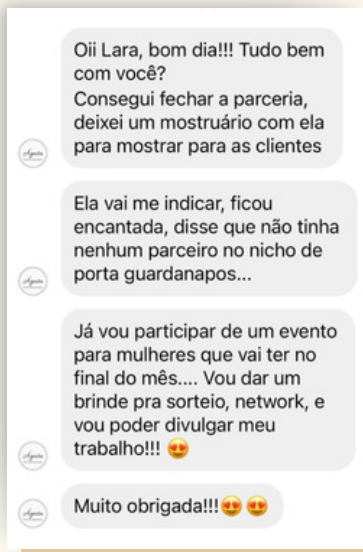 Oii Lara, bom dia!!! Tudo bem
com você?
Consegui fechar a parceria,
deixei um mostruário com ela
para mostrar para as clientes
Ela vai me indicar, ficou
encantada, disse que não tinha
nenhum parceiro no nicho de
porta guardanapos...
Já vou participar de um evento
para mulheres que vai ter no
final do mês.... Vou dar um
brinde pra sorteio, network, e
vou poder divulgar meu
trabalho!!! 😍
Muito obrigada!!!😍 😍